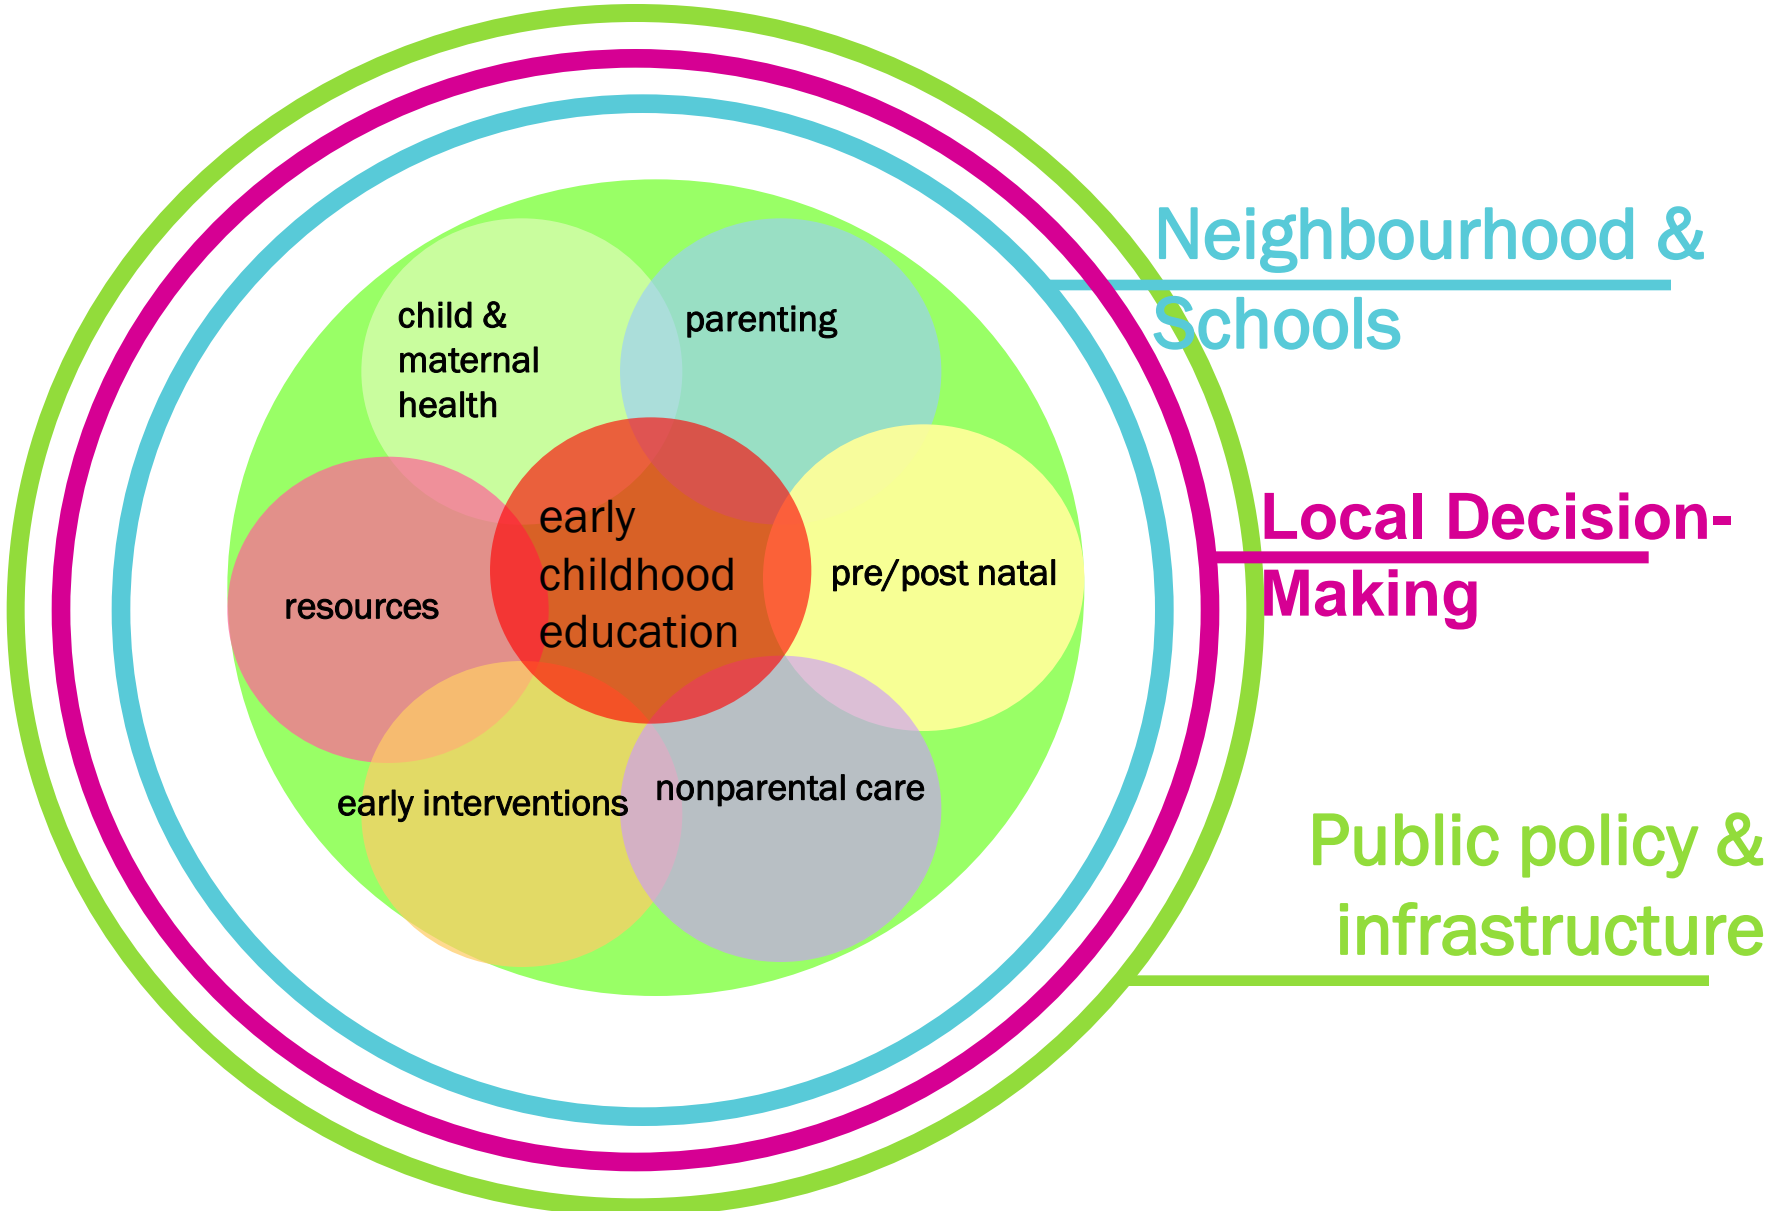 child &
maternal
health
parenting
early
childhood
education
resources
pre/post natal
early interventions
nonparental care
Neighbourhood &
Schools
Local Decision-
Making
Public policy &
infrastructure